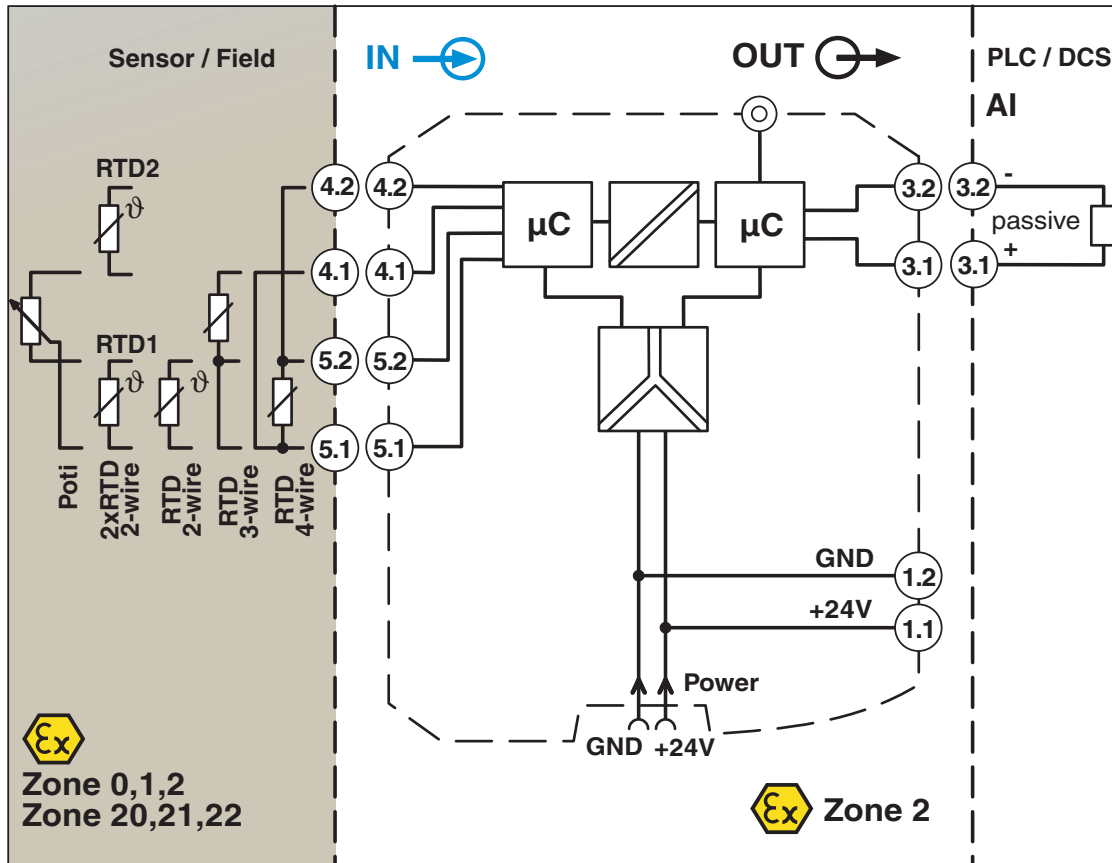 Sensor / Field
IN
OUT
PLC / DCS
AI
RTD2
ϑ
RTD1
ϑ
ϑ
Poti
2xRTD
2-wire
RTD
2-wire
RTD
3-wire
RTD
4-wire
4.2
4.2
4.1
4.1
5.2
5.2
5.1
5.1
µC
µC
3.2
3.2
-
passive
+
3.1
3.1
GND
1.2
+24V
1.1
Power
GND
+24V
Ex
Zone 0,1,2
Zone 20,21,22
Ex
Zone 2